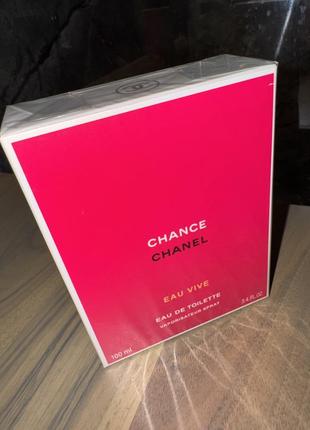 CHANCE
CHANEL
EAU VIVE
EAU DE TOILETTE
VAPORISATEUR SPRAY
100 ml 3.4 FL.OZ